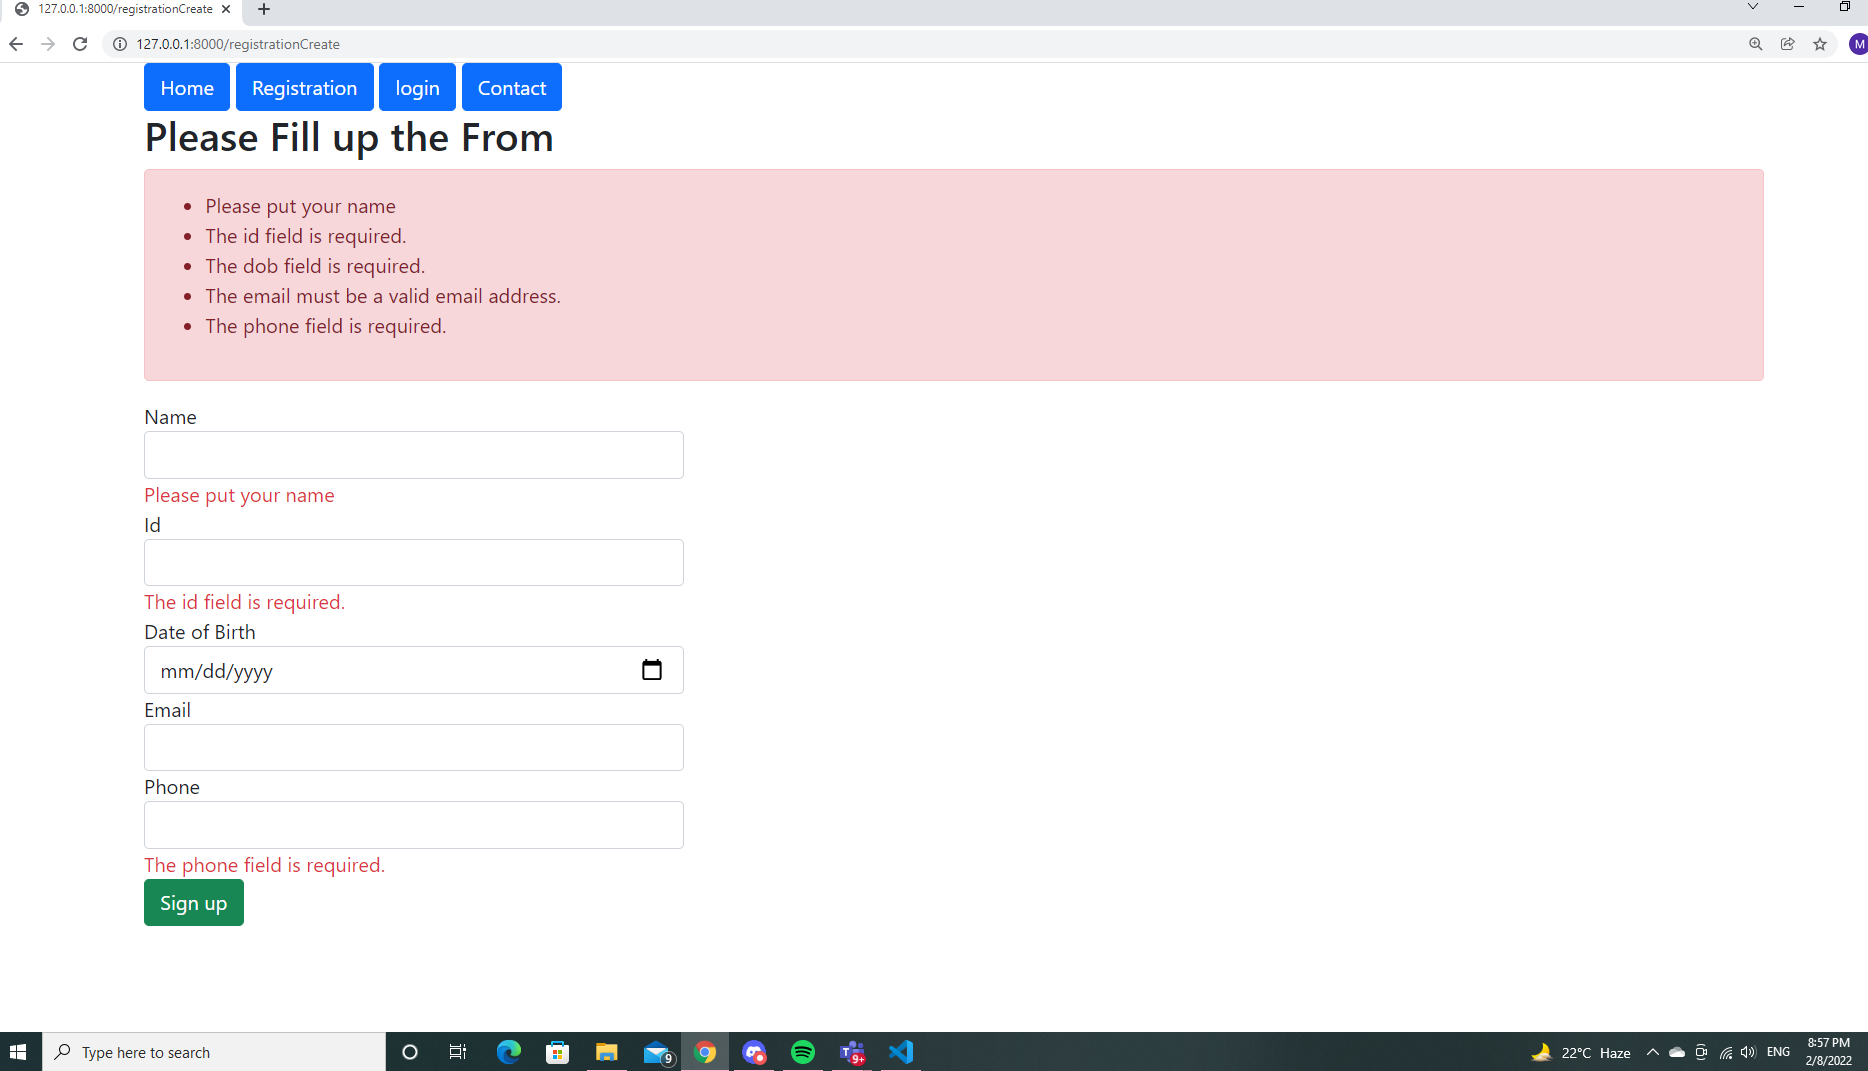 127.0.0.1:8000/registrationCreate
127.0.0.1:8000/registrationCreate
M
Home Registration login Contact
Please Fill up the From
Please put your name
The id field is required.
The dob field is required.
The email must be a valid email address.
The phone field is required.
Name
Please put your name
Id
The id field is required.
Date of Birth
mm/dd/yyyy
Email
Phone
The phone field is required.
Sign up
Type here to search
9
T
9+
22°C Haze
ENG
8:57 PM
2/8/2022